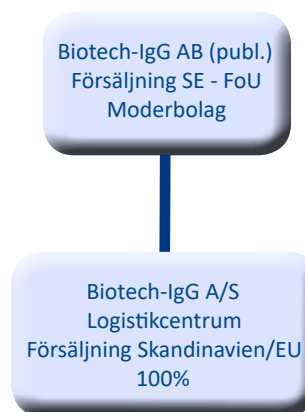 Biotech-IgG AB (publ.)
Försäljning SE - FoU
Moderbolag
Biotech-IgG A/S
Logistikcentrum
Försäljning Skandinavien/EU
100%